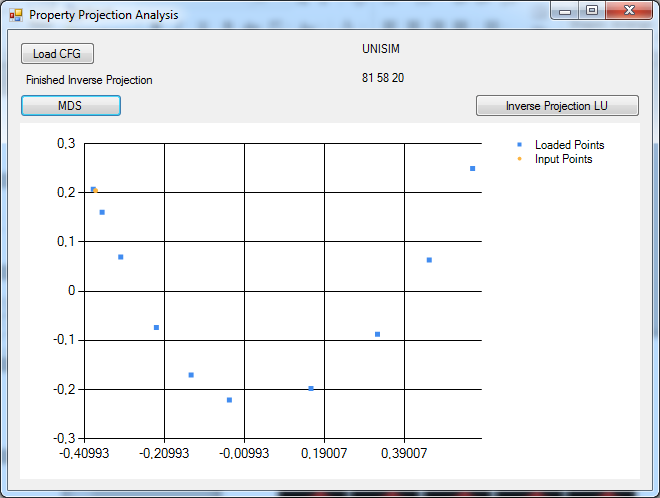 Property Projection Analysis
Load CFG
UNISIM
Finished Inverse Projection
81 58 20
MDS
Inverse Projection LU
Loaded Points
Input Points
0,3
0,2
0,1
0
-0,1
-0,2
-0,3
-0,40993 -0,20993 -0,00993 0,19007 0,39007